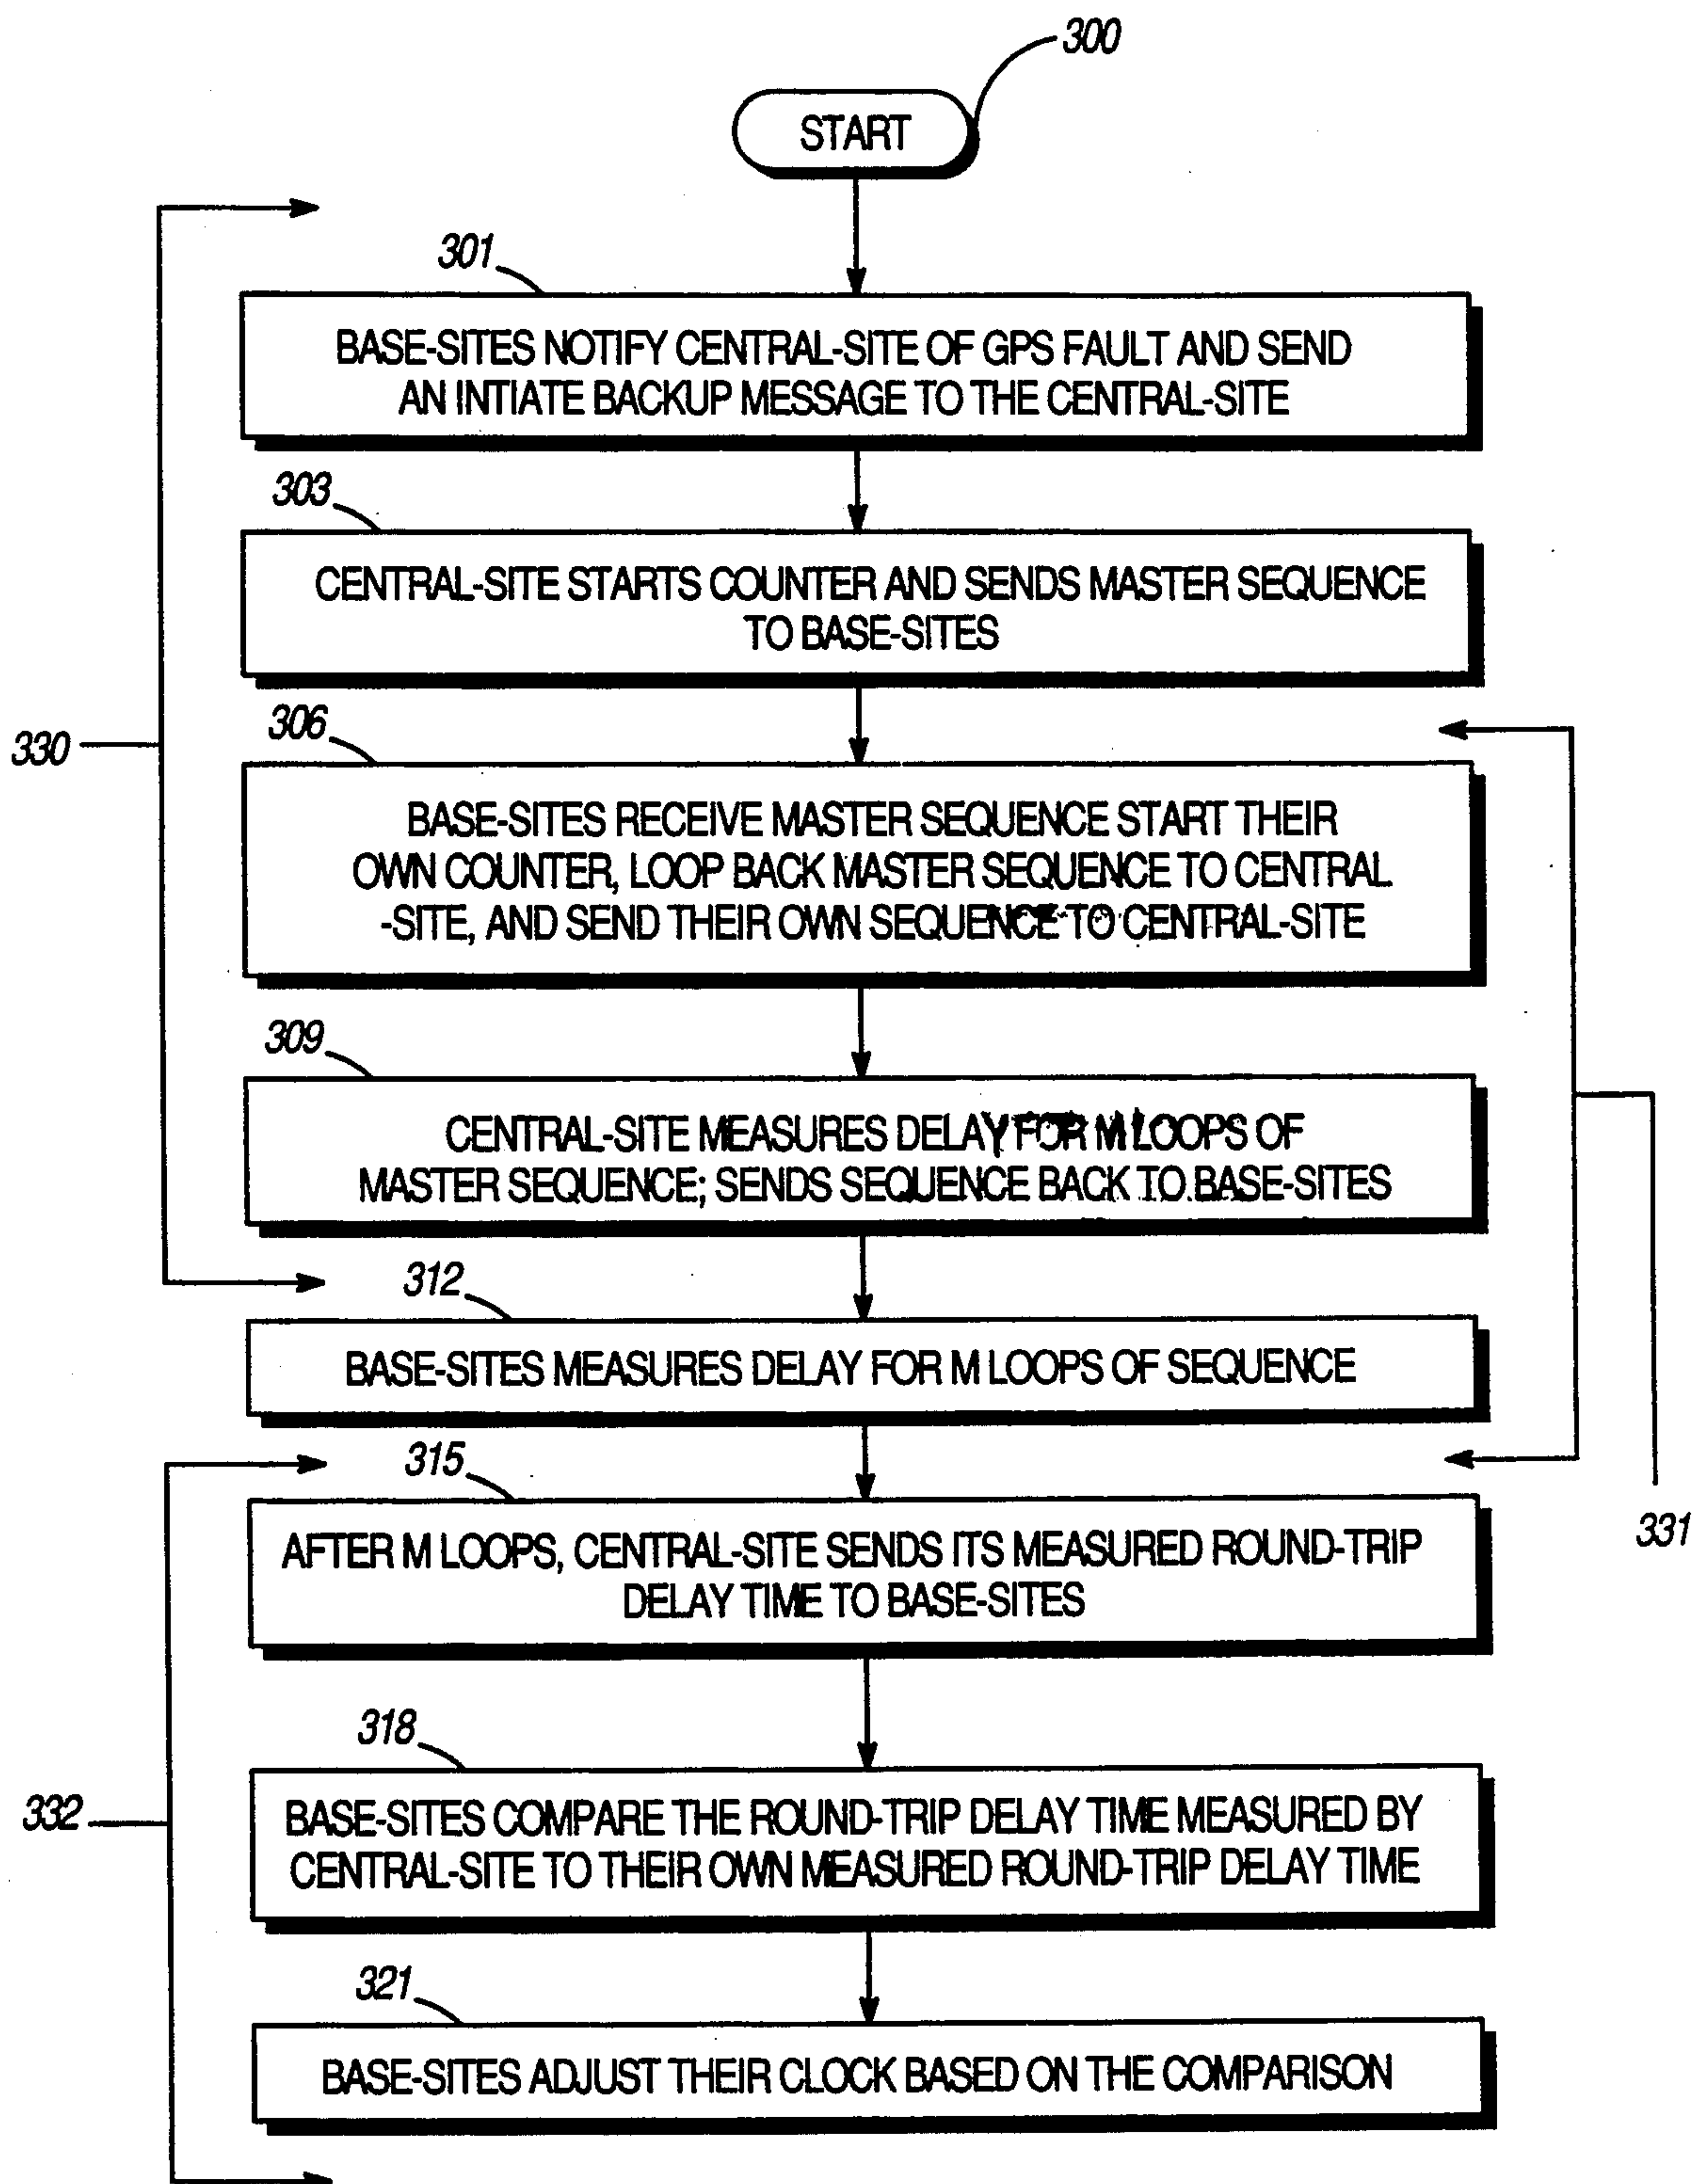 300
START
301
BASE-SITES NOTIFY CENTRAL-SITE OF GPS FAULT AND SEND
AN INTIATE BACKUP MESSAGE TO THE CENTRAL-SITE
303
CENTRAL-SITE STARTS COUNTER AND SENDS MASTER SEQUENCE
TO BASE-SITES
330
306
BASE-SITES RECEIVE MASTER SEQUENCE START THEIR
OWN COUNTER, LOOP BACK MASTER SEQUENCE TO CENTRAL
-SITE, AND SEND THEIR OWN SEQUENCE TO CENTRAL-SITE
309
CENTRAL-SITE MEASURES DELAY FOR M LOOPS OF
MASTER SEQUENCE; SENDS SEQUENCE BACK TO BASE-SITES
312
BASE-SITES MEASURES DELAY FOR M LOOPS OF SEQUENCE
315
331
AFTER M LOOPS, CENTRAL-SITE SENDS ITS MEASURED ROUND-TRIP
DELAY TIME TO BASE-SITES
318
332
BASE-SITES COMPARE THE ROUND-TRIP DELAY TIME MEASURED BY
CENTRAL-SITE TO THEIR OWN MEASURED ROUND-TRIP DELAY TIME
321
BASE-SITES ADJUST THEIR CLOCK BASED ON THE COMPARISON